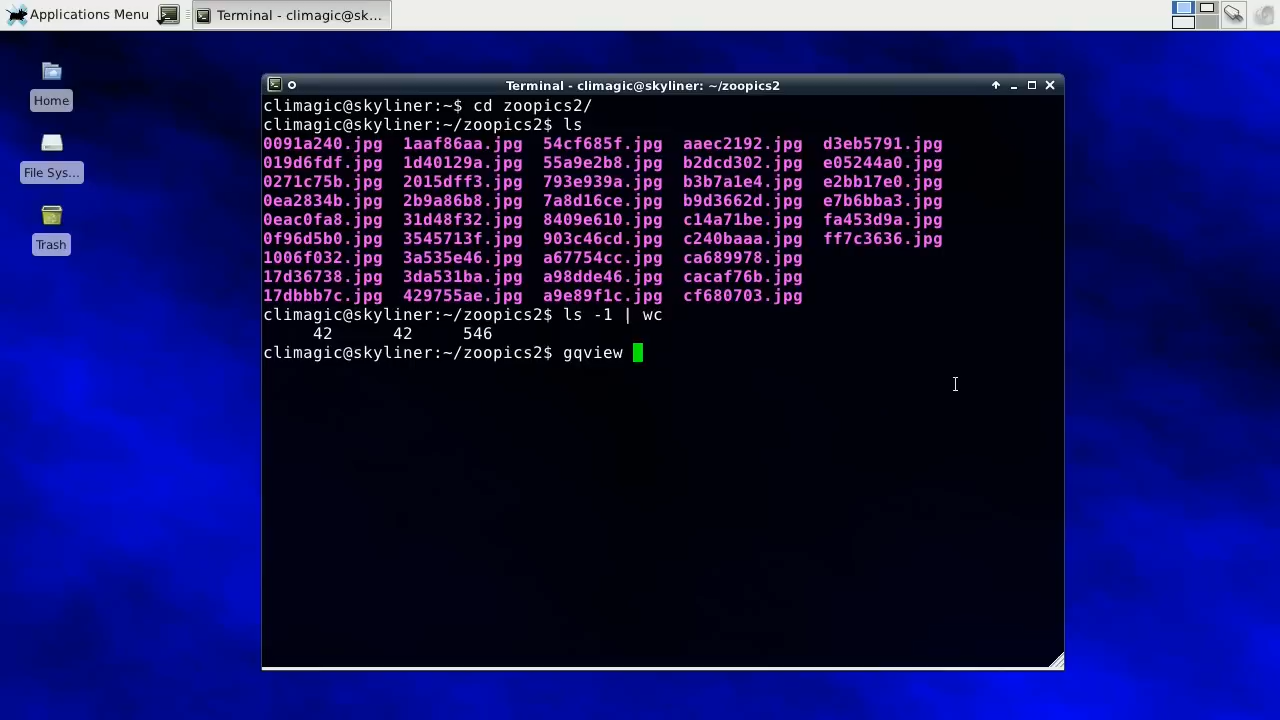 Applications Menu
Terminal - climagic@sk...
Home
File Sys...
Trash
Terminal - climagic@skyliner: ~/zoopics2
climagic@skyliner:~$ cd zoopics2/
climagic@skyliner:~/zoopics2$ ls
0091a240.jpg 1aaf86aa.jpg 54cf685f.jpg aaec2192.jpg d3eb5791.jpg
019d6fdf.jpg 1d40129a.jpg 55a9e2b8.jpg b2dcd302.jpg e05244a0.jpg
0271c75b.jpg 2015dff3.jpg 793e939a.jpg b3b7a1e4.jpg e2bb17e0.jpg
0ea2834b.jpg 2b9a86b8.jpg 7a8d16ce.jpg b9d3662d.jpg e7b6bba3.jpg
0eac0fa8.jpg 31d48f32.jpg 8409e610.jpg c14a71be.jpg fa453d9a.jpg
0f96d5b0.jpg 3545713f.jpg 903c46cd.jpg c240baaa.jpg ff7c3636.jpg
1006f032.jpg 3a535e46.jpg a67754cc.jpg ca689978.jpg
17d36738.jpg 3da531ba.jpg a98dde46.jpg cacaf76b.jpg
17dbbb7c.jpg 429755ae.jpg a9e89f1c.jpg cf680703.jpg
climagic@skyliner:~/zoopics2$ ls -1 | wc
42 42 546
climagic@skyliner:~/zoopics2$ gqview